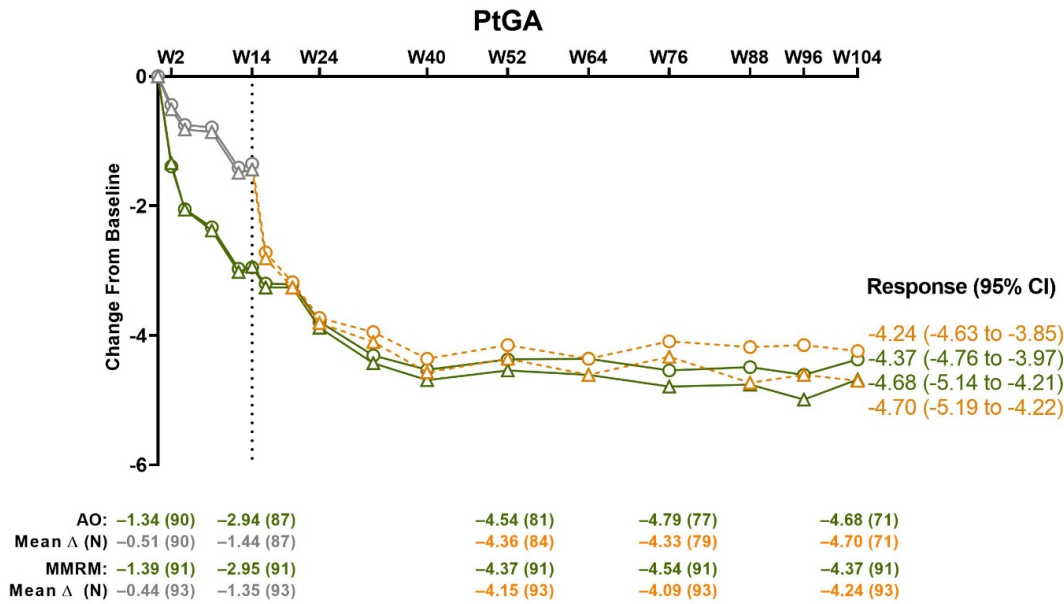 PtGA
W2 W14 W24 W40 W52 W64 W76 W88 W96 W104
0
-2
-4
-6
Change From Baseline
Response (95% CI)
-4.24 (-4.63 to -3.85)
-4.37 (-4.76 to -3.97)
-4.68 (-5.14 to -4.21)
-4.70 (-5.19 to -4.22)
AO: –1.34 (90) –2.94 (87) –4.54 (81) –4.79 (77) –4.68 (71)
Mean Δ (N) –0.51 (90) –1.44 (87) –4.36 (84) –4.33 (79) –4.70 (71)
MMRM: –1.39 (91) –2.95 (91) –4.37 (91) –4.54 (91) –4.37 (91)
Mean Δ (N) –0.44 (93) –1.35 (93) –4.15 (93) –4.09 (93) –4.24 (93)